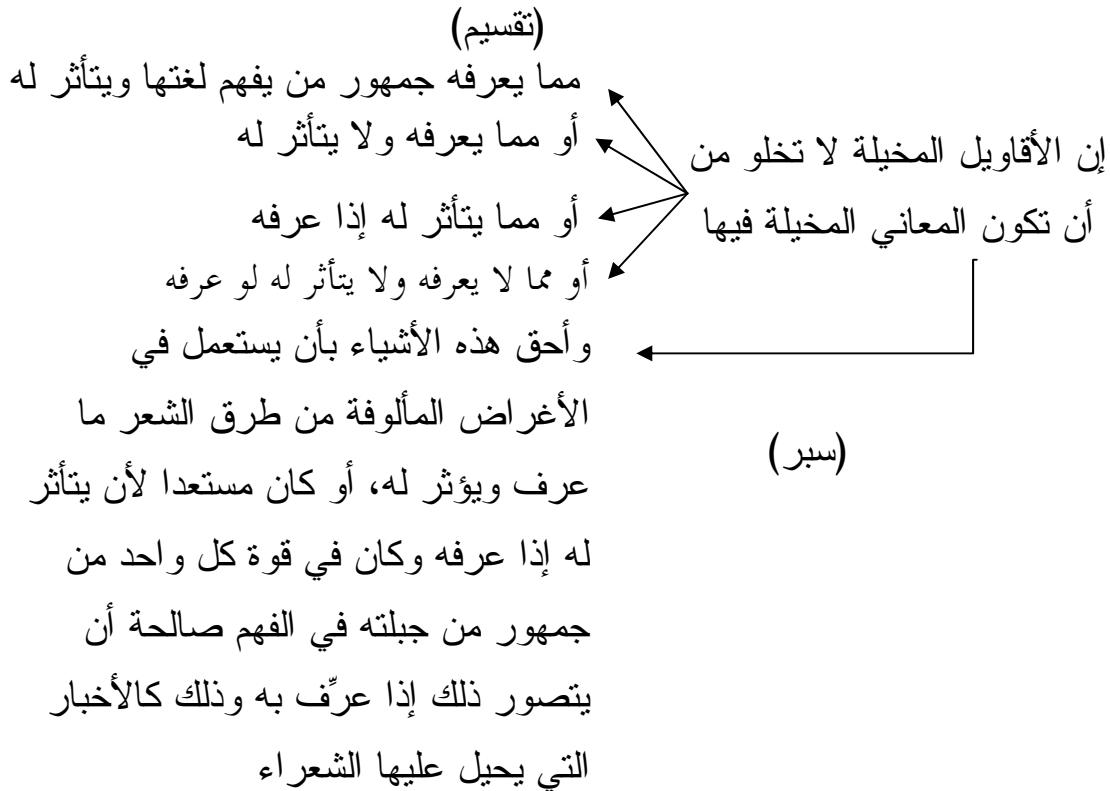 (تقسيم)
إن الأقاويل المخيلة لا تخلو من
أن تكون المعاني المخيلة فيها
مما يعرفه جمهور من يفهم لغتها ويتأثر له
أو مما يعرفه ولا يتأثر له
أو مما يتأثر له إذا عرفه
أو مما لا يعرفه ولا يتأثر له لو عرفه
(سبر)
وأحق هذه الأشياء بأن يستعمل في
الأغراض المألوفة من طرق الشعر ما
عرف ويؤثر له، أو كان مستعدا لأن يتأثر
له إذا عرفه وكان في قوة كل واحد من
جمهور من جبلته في الفهم صالحة أن
يتصور ذلك إذا عرِّف به وذلك كالأخبار
التي يحيل عليها الشعراء